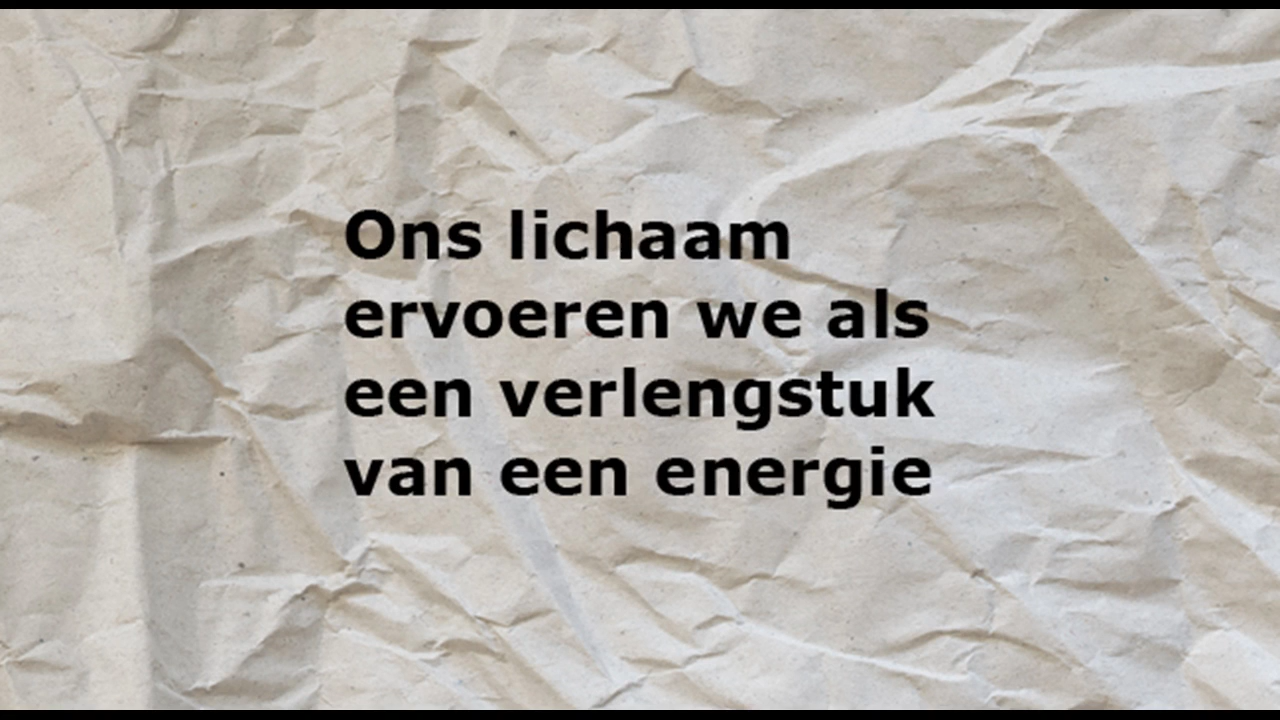 Ons lichaam
ervoeren we als
een verlengstuk
van een energie